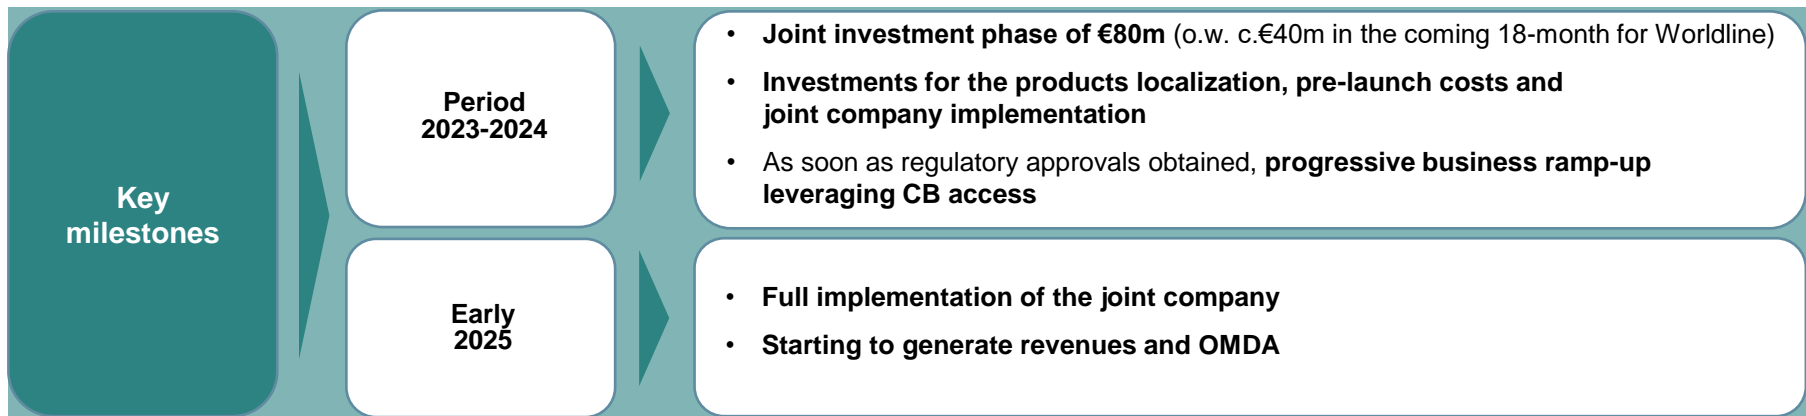 Key
milestones
Period
2023-2024
• Joint investment phase of €80m (o.w. c.€40m in the coming 18-month for Worldline)
• Investments for the products localization, pre-launch costs and
joint company implementation
• As soon as regulatory approvals obtained, progressive business ramp-up
leveraging CB access
Early
2025
• Full implementation of the joint company
• Starting to generate revenues and OMDA